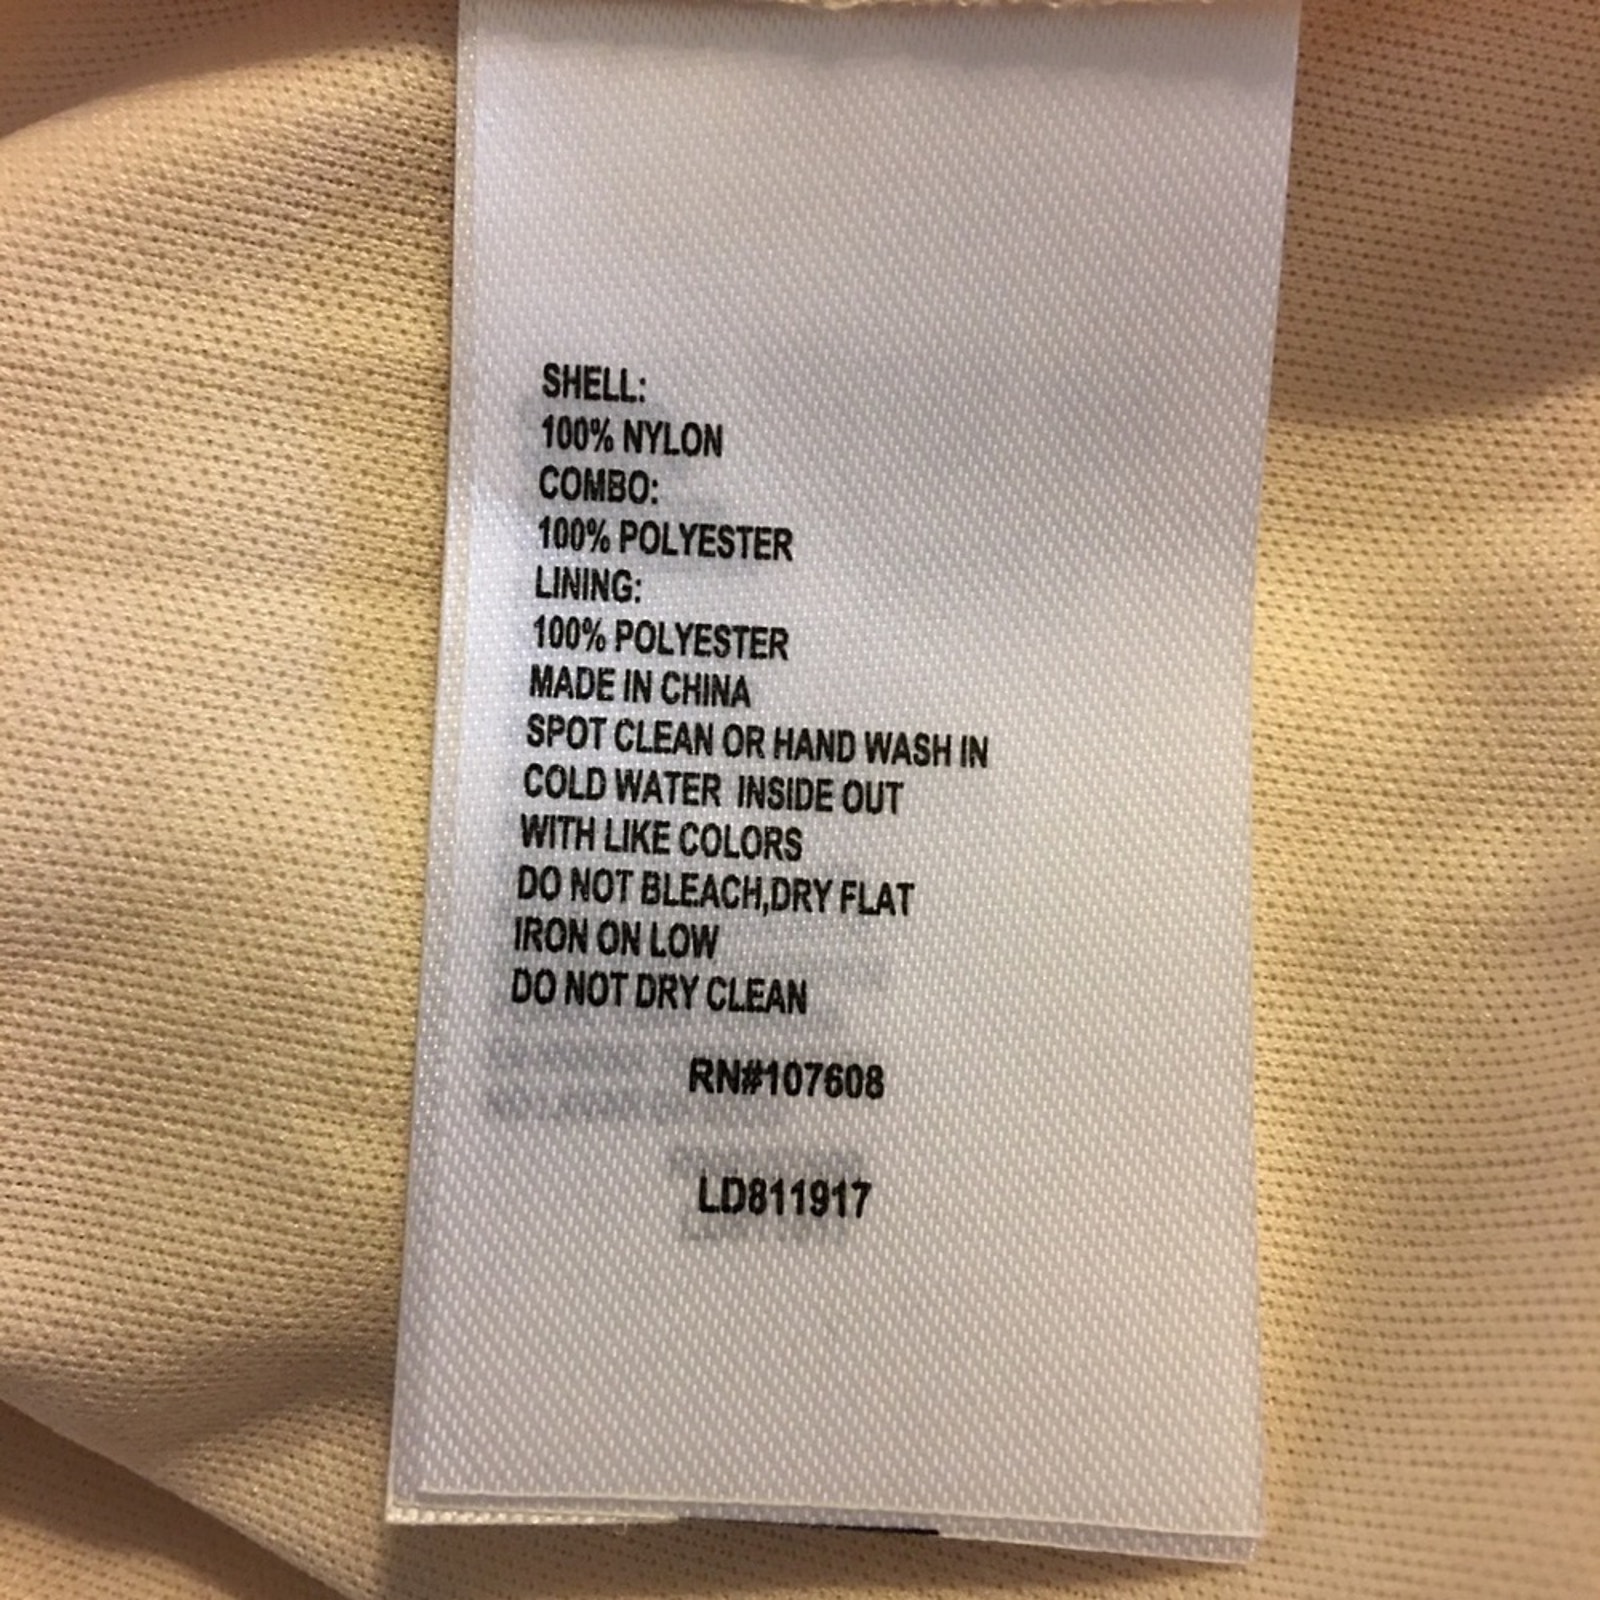 SHELL:
100% NYLON
COMBO:
100% POLYESTER
LINING:
100% POLYESTER
MADE IN CHINA
SPOT CLEAN OR HAND WASH IN
COLD WATER INSIDE OUT
WITH LIKE COLORS
DO NOT BLEACH,DRY FLAT
IRON ON LOW
DO NOT DRY CLEAN
RN#107608
LD811917